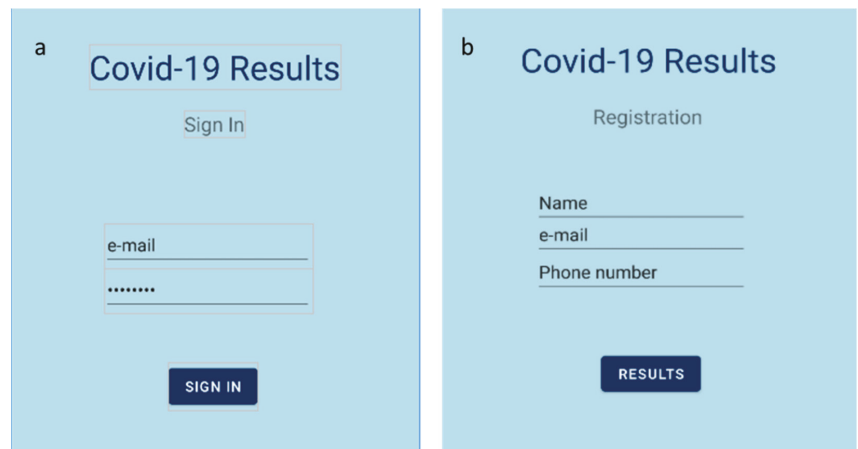 a
Covid-19 Results
Sign In
e-mail
••••••••
SIGN IN
b
Covid-19 Results
Registration
Name
e-mail
Phone number
RESULTS